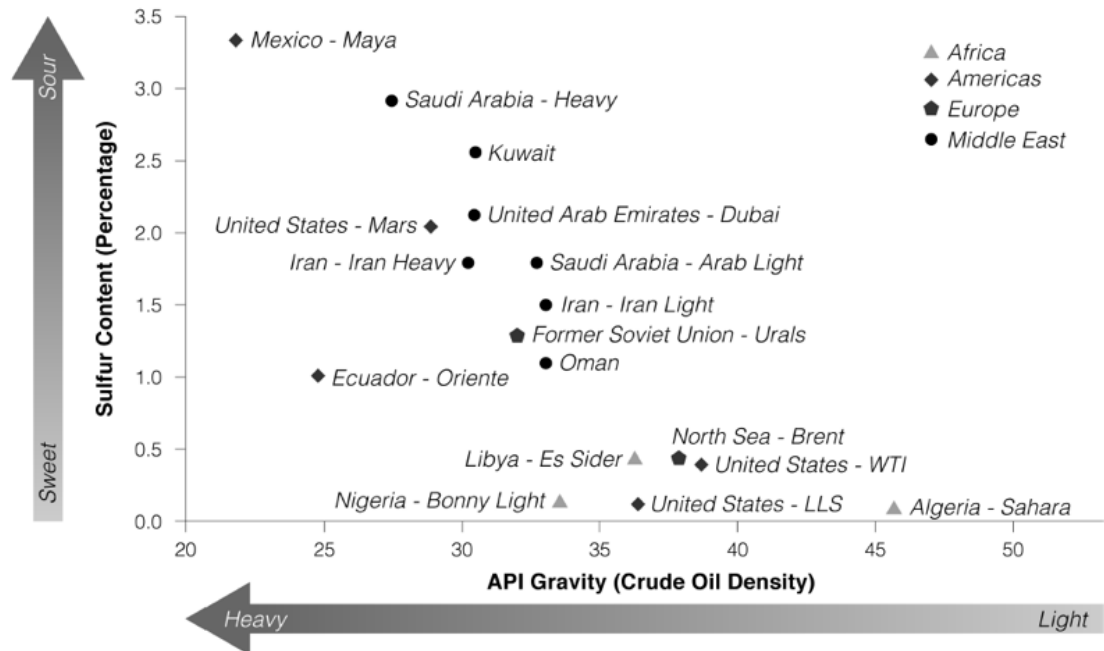 3.5
3.0
2.5
2.0
1.5
1.0
0.5
0.0
Sulfur Content (Percentage)
Sour
Sweet
Mexico - Maya
Saudi Arabia - Heavy
Kuwait
United States - Mars
United Arab Emirates - Dubai
Iran - Iran Heavy
Saudi Arabia - Arab Light
Iran - Iran Light
Former Soviet Union - Urals
Oman
Ecuador - Oriente
North Sea - Brent
Libya - Es Sider
United States - WTI
Nigeria - Bonny Light
United States - LLS
Algeria - Sahara
Africa
Americas
Europe
Middle East
20 25 30 35 40 45 50
API Gravity (Crude Oil Density)
Heavy Light